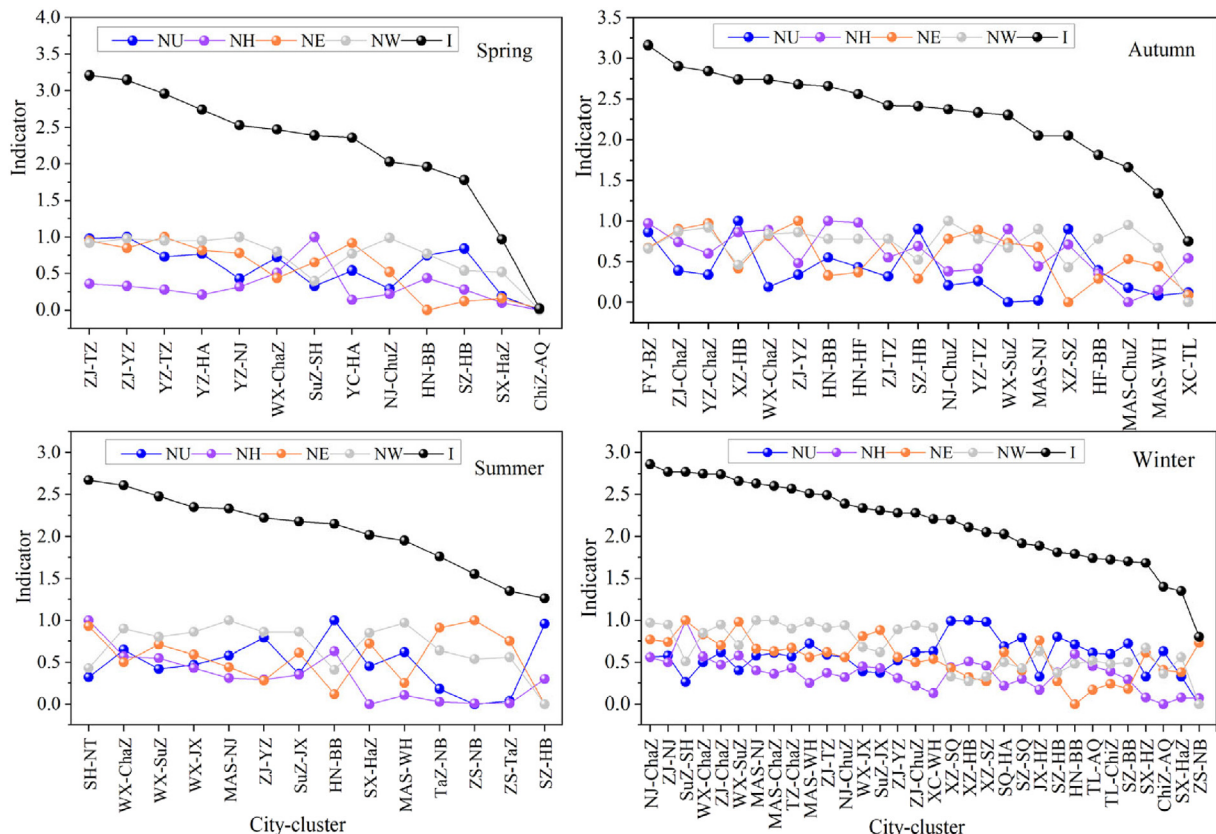 Spring
NU NH NE NW I
Indicator
4.0
3.5
3.0
2.5
2.0
1.5
1.0
0.5
0.0
ZJ-TZ
ZJ-YZ
YZ-TZ
YZ-HA
YZ-NJ
WX-ChaZ
SuZ-SH
YC-HA
NJ-ChuZ
HN-BB
SZ-HB
SX-HaZ
ChiZ-AQ
Autumn
NU NH NE NW I
Indicator
3.5
3.0
2.5
2.0
1.5
1.0
0.5
0.0
FY-BZ
ZJ-ChaZ
YZ-ChaZ
XZ-HB
WX-ChaZ
ZJ-YZ
HN-BB
HN-HF
ZJ-TZ
SZ-HB
NJ-ChuZ
YZ-TZ
WX-SuZ
MAS-NJ
XZ-SZ
HF-BB
MAS-ChuZ
MAS-WH
XC-TL
Summer
NU NH NE NW I
Indicator
3.0
2.5
2.0
1.5
1.0
0.5
0.0
SH-NT
WX-ChaZ
WX-SuZ
WX-JX
MAS-NJ
ZJ-YZ
SuZ-JX
HN-BB
SX-HaZ
MAS-WH
TaZ-NB
ZS-NB
ZS-TaZ
SZ-HB
City-cluster
Winter
NU NH NE NW I
Indicator
3.0
2.5
2.0
1.5
1.0
0.5
0.0
NJ-ChaZ
ZJ-NJ
SuZ-SH
WX-ChaZ
ZJ-ChaZ
WX-SuZ
MAS-NJ
MAS-ChaZ
TZ-ChaZ
MAS-WH
ZJ-TZ
NJ-ChuZ
WX-JX
SuZ-JX
ZJ-YZ
ZJ-ChuZ
XC-WH
XZ-SQ
XZ-HB
XZ-SZ
SQ-HA
SZ-SQ
JX-HZ
SZ-HB
HN-BB
TL-AQ
TL-ChiZ
SZ-BB
SX-HZ
ChiZ-AQ
SX-HaZ
ZS-NB
City-cluster